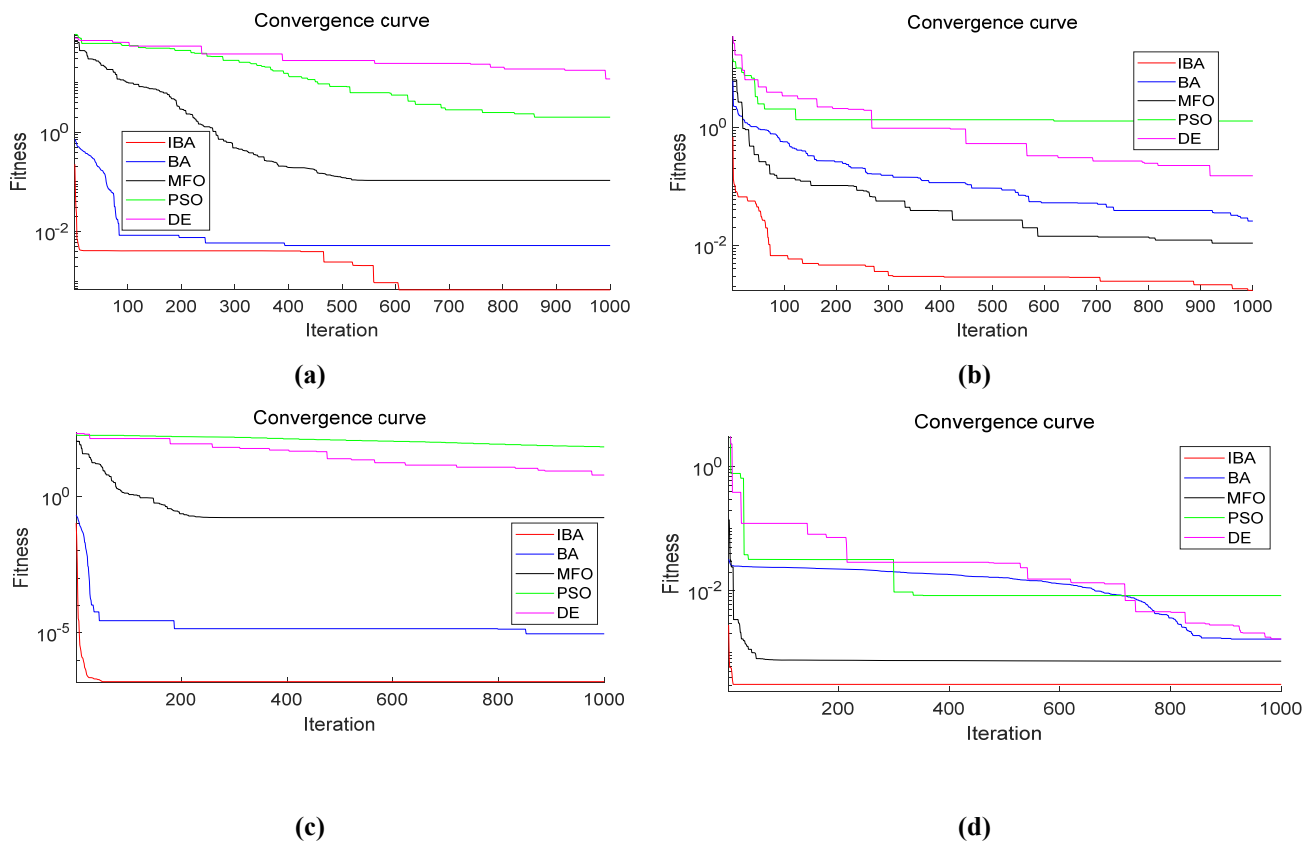 Convergence curve
Fitness
10^0
10^-2
IBA
BA
MFO
PSO
DE
100 200 300 400 500 600 700 800 900 1000
Iteration
(a)
Convergence curve
Fitness
10^0
10^-2
IBA
BA
MFO
PSO
DE
100 200 300 400 500 600 700 800 900 1000
Iteration
(b)
Convergence curve
Fitness
10^0
10^-5
IBA
BA
MFO
PSO
DE
200 400 600 800 1000
Iteration
(c)
Convergence curve
Fitness
10^0
10^-2
IBA
BA
MFO
PSO
DE
200 400 600 800 1000
Iteration
(d)